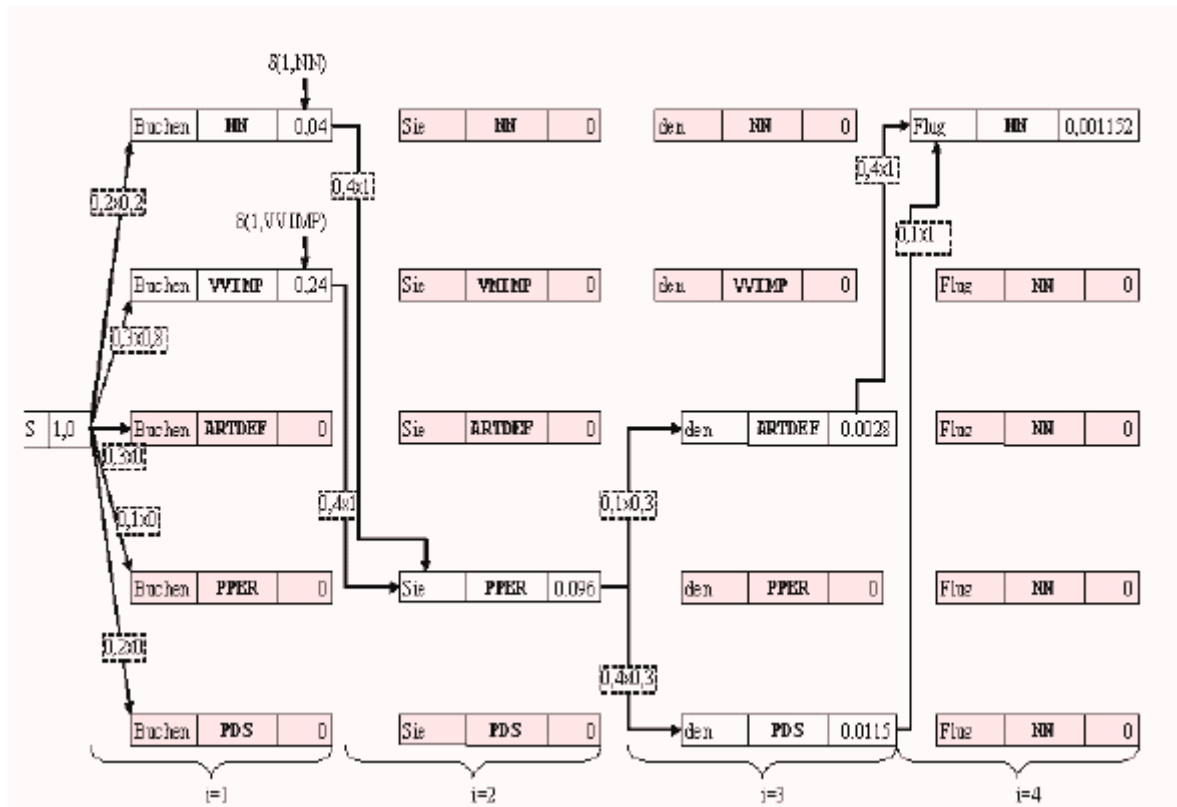 δ(1,NN)
Buchen NN 0,04
Sie NN 0
den NN 0
Flug NN 0,001152
0,2x0,2
0,4x1
0,4x1
δ(1,VVIMP)
0,1x1
Buchen VVIMP 0,24
Sie VMIMP 0
den VVIMP 0
Flug NN 0
0,3x0,8
S 1,0
Buchen ARTDEF 0
Sie ARTDEF 0
den ARTDEF 0.0028
Flug NN 0
0,3x0
0,1x0
0,4x1
0,1x0,3
Buchen PPER 0
Sie PPER 0.096
den PPER 0
Flug NN 0
0,2x0
0,4x0,3
Buchen PDS 0
Sie PDS 0
den PDS 0.0115
Flug NN 0
i=1
i=2
i=3
i=4